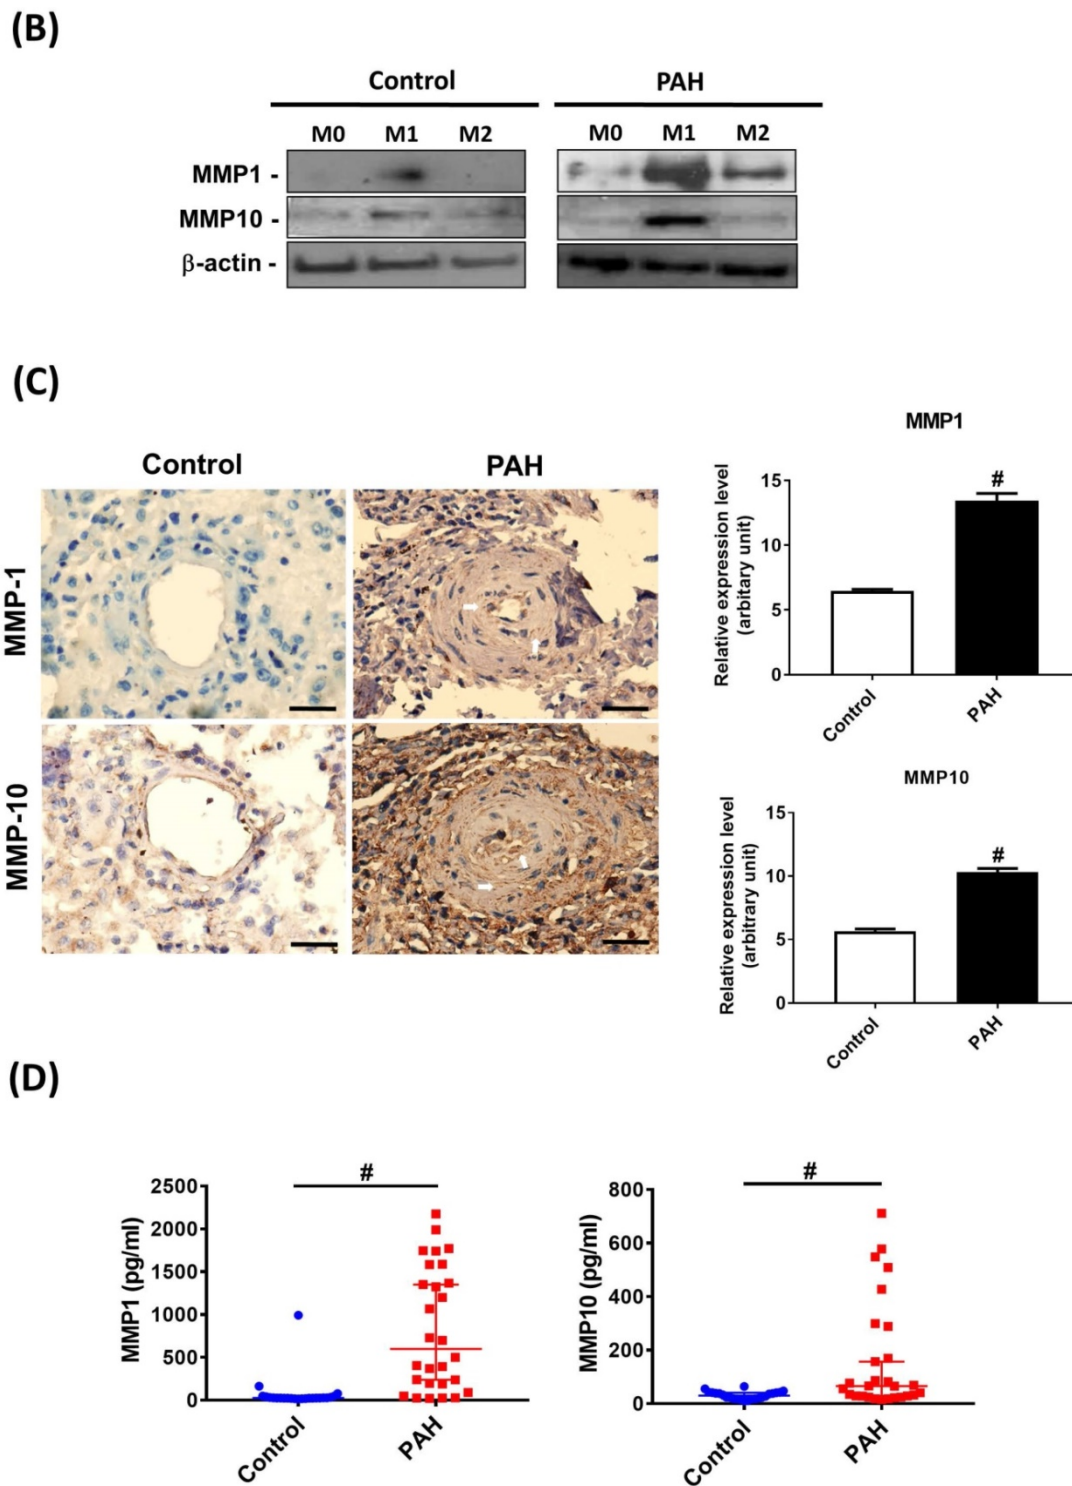 (B)
Control PAH
M0 M1 M2 M0 M1 M2
MMP1 -
MMP10 -
β-actin -
(C)
Control PAH
MMP-1
MMP-10
MMP1
Relative expression level
(arbitary unit)
15
10
5
0
#
Control PAH
MMP10
Relative expression level
(arbitrary unit)
15
10
5
0
#
Control PAH
(D)
#
MMP1 (pg/ml)
2500
2000
1500
1000
500
0
Control PAH
#
MMP10 (pg/ml)
800
600
400
200
0
Control PAH